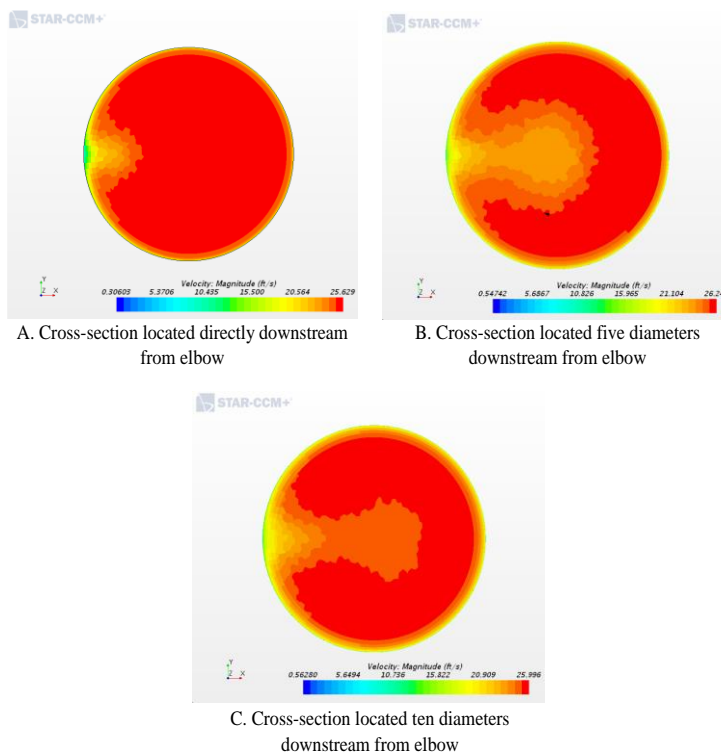 STAR-CCM+
STAR-CCM+
Y
Z X
Velocity: Magnitude (ft/s)
0.30603 5.3706 10.435 15.500 20.564 25.629
Y
Z X
Velocity: Magnitude (ft/s)
0.54742 5.6867 10.826 15.965 21.104 26.24
A. Cross-section located directly downstream
from elbow
B. Cross-section located five diameters
downstream from elbow
STAR-CCM+
Y
Z X
Velocity: Magnitude (ft/s)
0.56280 5.6494 10.736 15.822 20.909 25.996
C. Cross-section located ten diameters
downstream from elbow